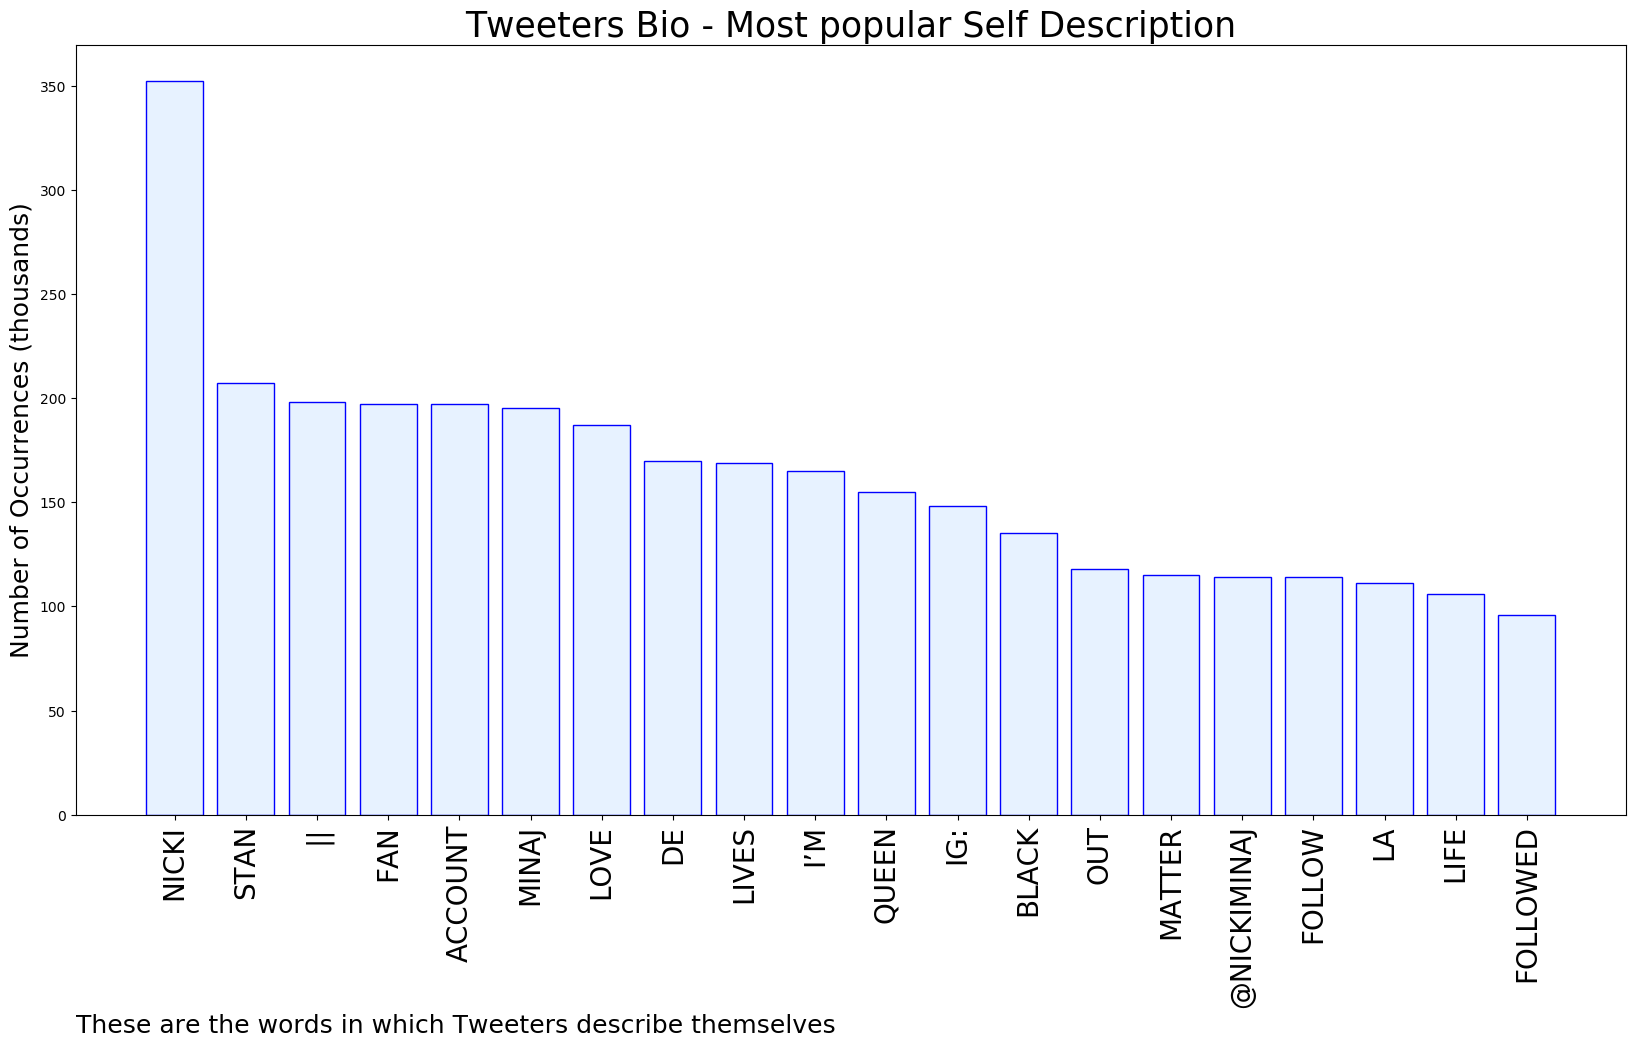 Tweeters Bio - Most popular Self Description
Number of Occurrences (thousands)
350
300
250
200
150
100
50
0
NICKI
STAN
||
FAN
ACCOUNT
MINAJ
LOVE
DE
LIVES
I’M
QUEEN
IG:
BLACK
OUT
MATTER
@NICKIMINAJ
FOLLOW
LA
LIFE
FOLLOWED
These are the words in which Tweeters describe themselves